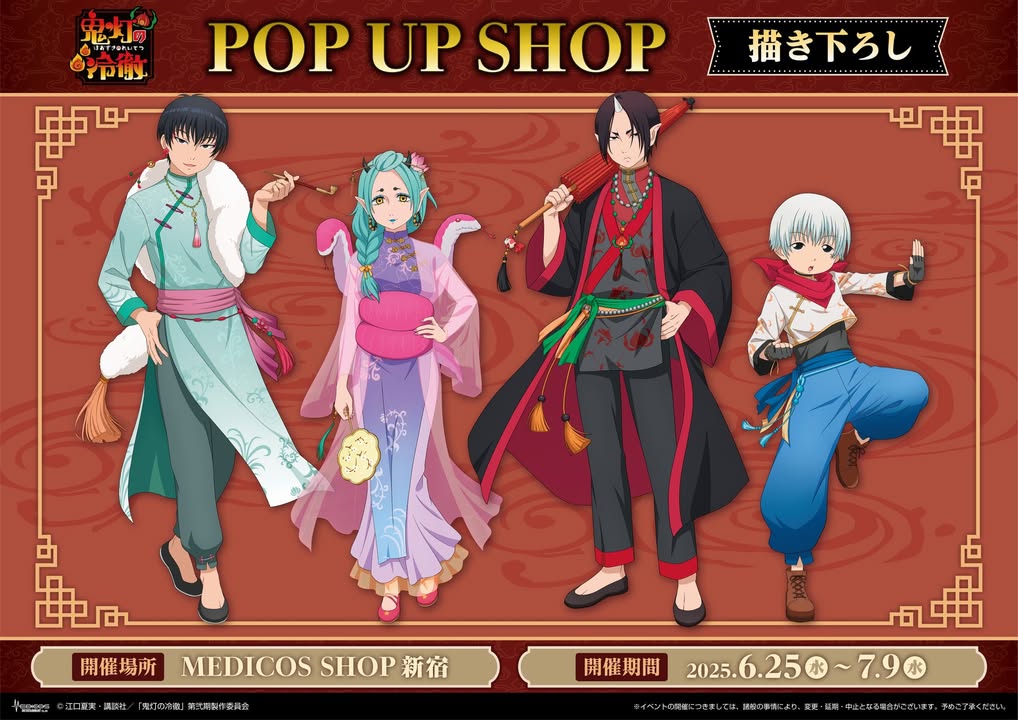 鬼灯の
ほおずきのれいてつ
冷徹
POP UP SHOP
描き下ろし
開催場所
MEDICOS SHOP 新宿
開催期間
2025.6.25㊌～7.9㊌
MEDICOS
ENTERTAINMENT
©江口夏実・講談社／「鬼灯の冷徹」第弐期製作委員会
※イベントの開催につきましては、諸般の事情により、変更・延期・中止となる場合がございます。予めご了承ください。